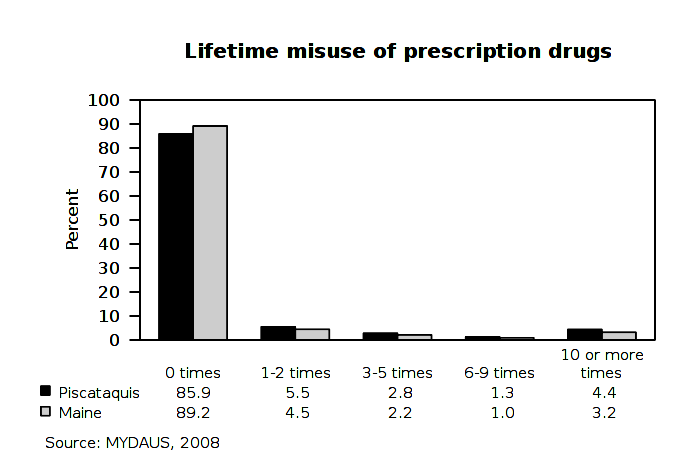 Lifetime misuse of prescription drugs
100
90
80
70
60
50
40
30
20
10
0
Percent
0 times 1-2 times 3-5 times 6-9 times 10 or more times
Piscataquis 85.9 5.5 2.8 1.3 4.4
Maine 89.2 4.5 2.2 1.0 3.2
Source: MYDAUS, 2008